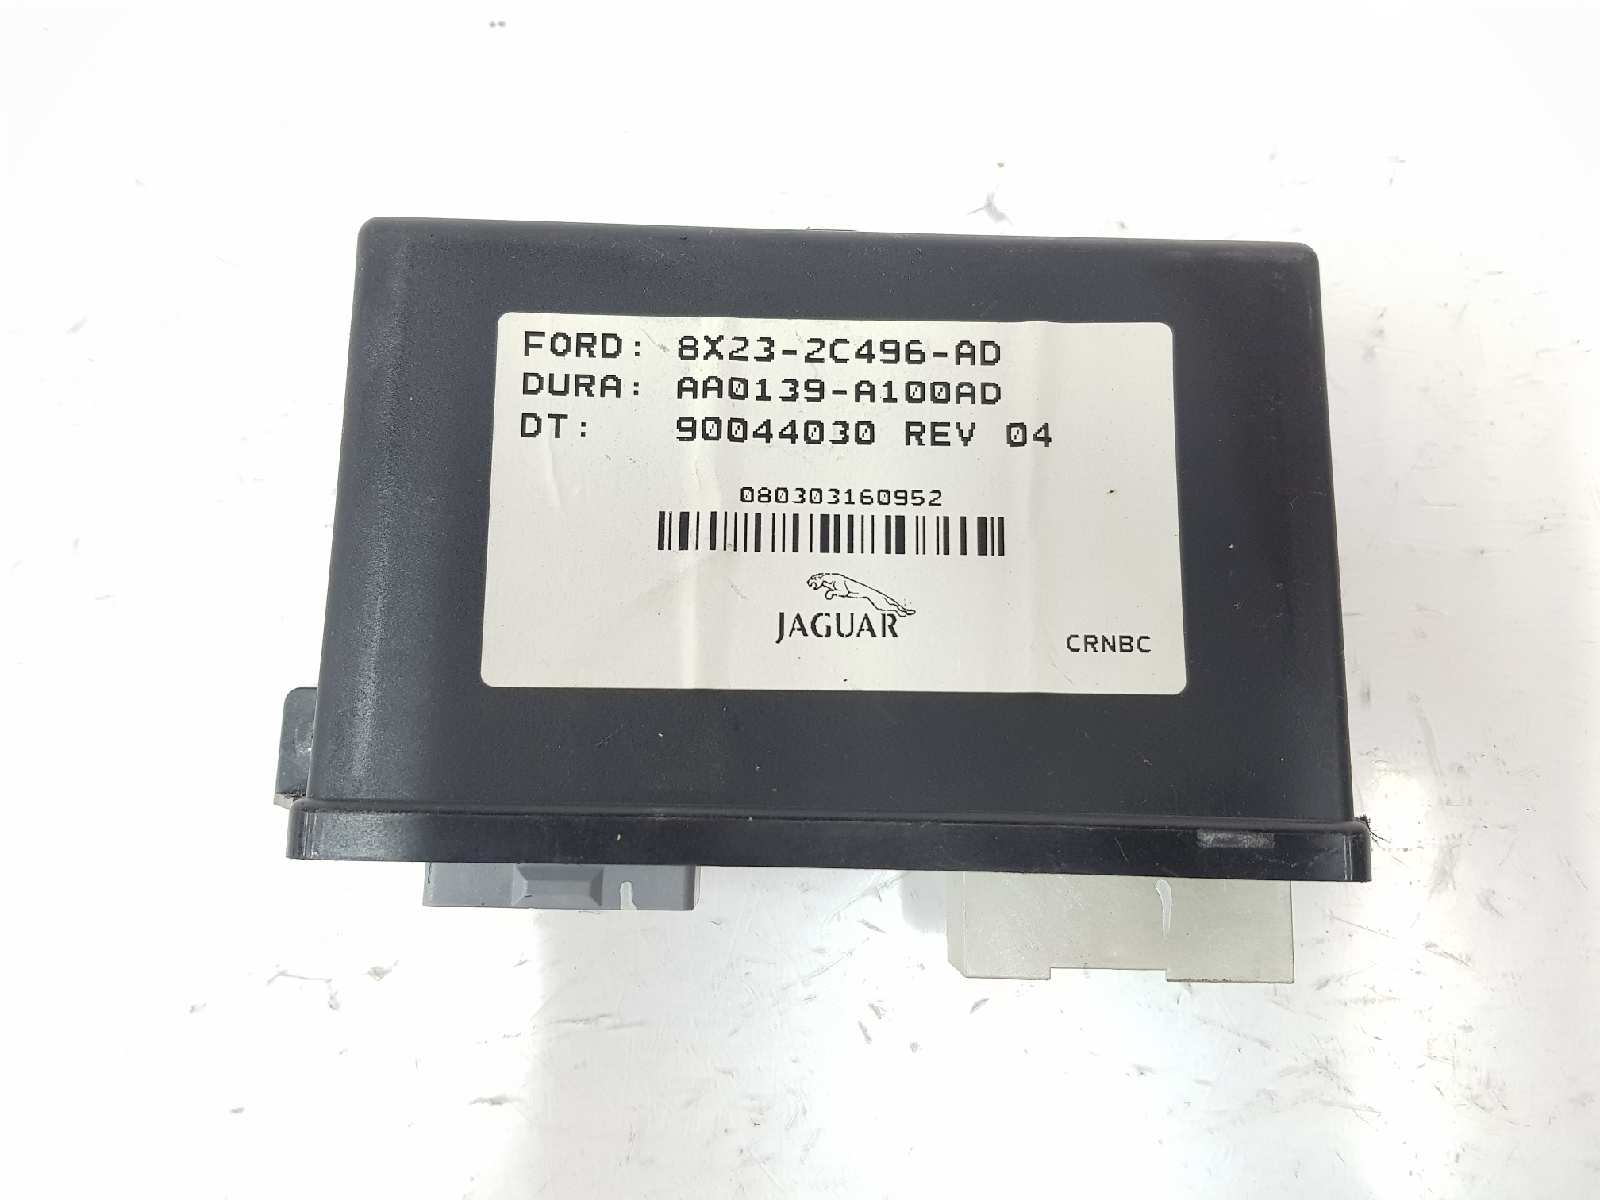 FORD: 8X23-2C496-AD
DURA: AA0139-A100AD
DT: 90044030 REV 04
080303160952
JAGUAR
CRNBC